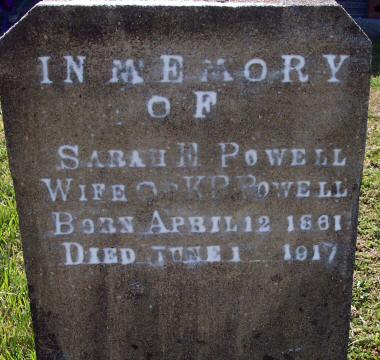 IN MEMORY
OF
SARAH E POWELL
WIFE OF K P POWELL
BORN APRIL 12 1861
DIED JUNE 1 1917